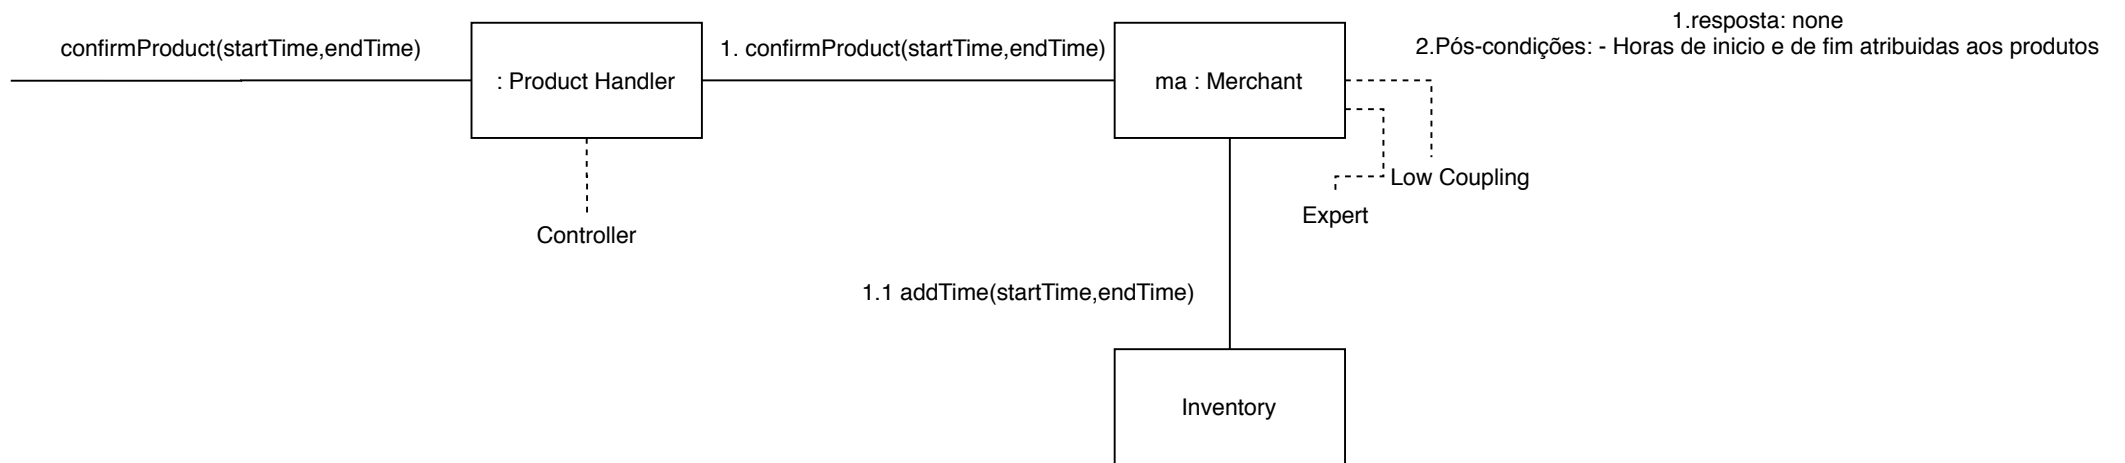 1.resposta: none
confirmProduct(startTime,endTime)
1. confirmProduct(startTime,endTime)
2.Pós-condições: - Horas de inicio e de fim atribuidas aos produtos
: Product Handler
ma : Merchant
Low Coupling
Expert
Controller
1.1 addTime(startTime,endTime)
Inventory